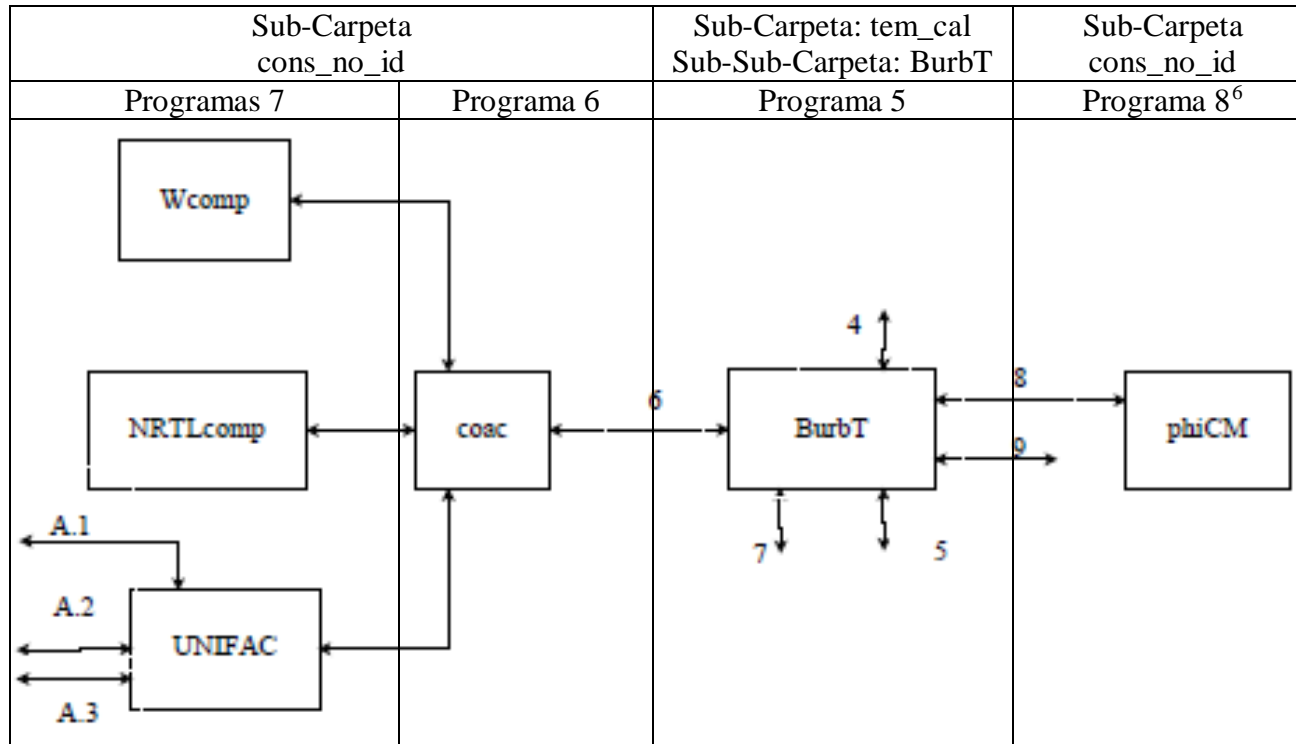 Sub-Carpeta
cons_no_id
Sub-Carpeta: tem_cal
Sub-Sub-Carpeta: BurbT
Sub-Carpeta
cons_no_id
Programas 7
Programa 6
Programa 5
Programa 8⁶
Wcomp
4
8
NRTLcomp
coac
6
BurbT
phiCM
9
A.1
7
5
A.2
UNIFAC
A.3